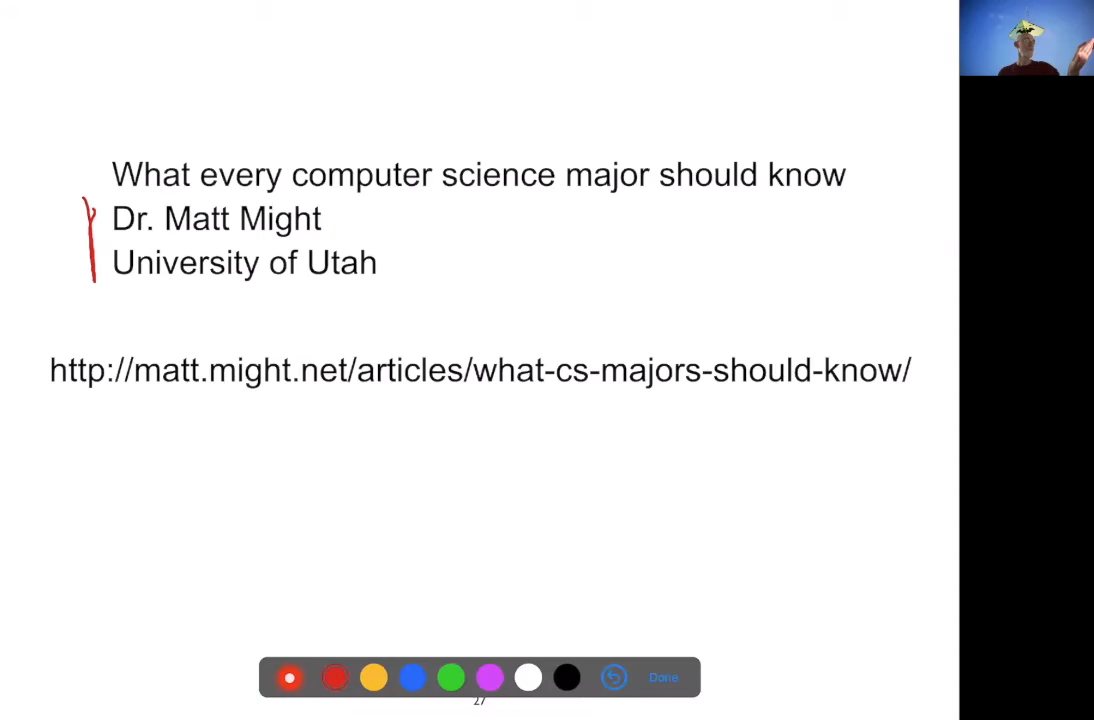 What every computer science major should know
Dr. Matt Might
University of Utah
http://matt.might.net/articles/what-cs-majors-should-know/
Done
27